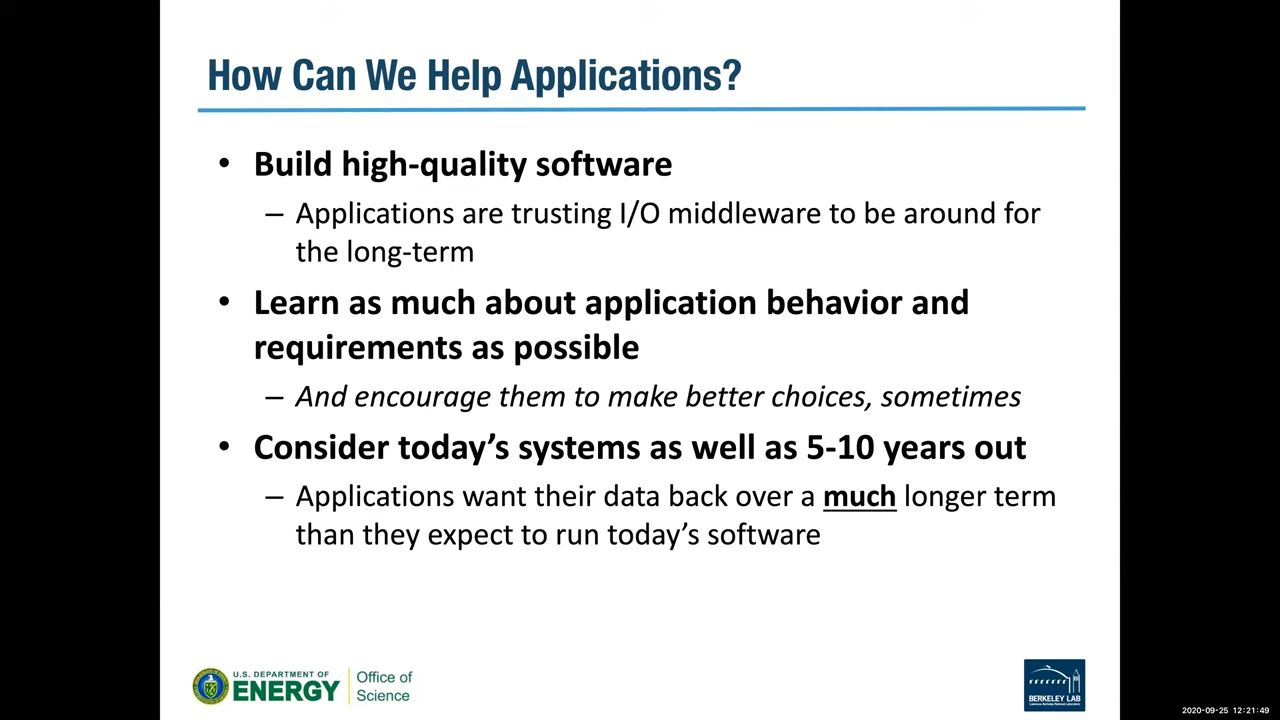 How Can We Help Applications?
• Build high-quality software
– Applications are trusting I/O middleware to be around for
the long-term
• Learn as much about application behavior and
requirements as possible
– And encourage them to make better choices, sometimes
• Consider today’s systems as well as 5-10 years out
– Applications want their data back over a much longer term
than they expect to run today’s software
U.S. DEPARTMENT OF
ENERGY
Office of
Science
BERKELEY LAB
Lawrence Berkeley National Laboratory
2020-09-25 12:21:49